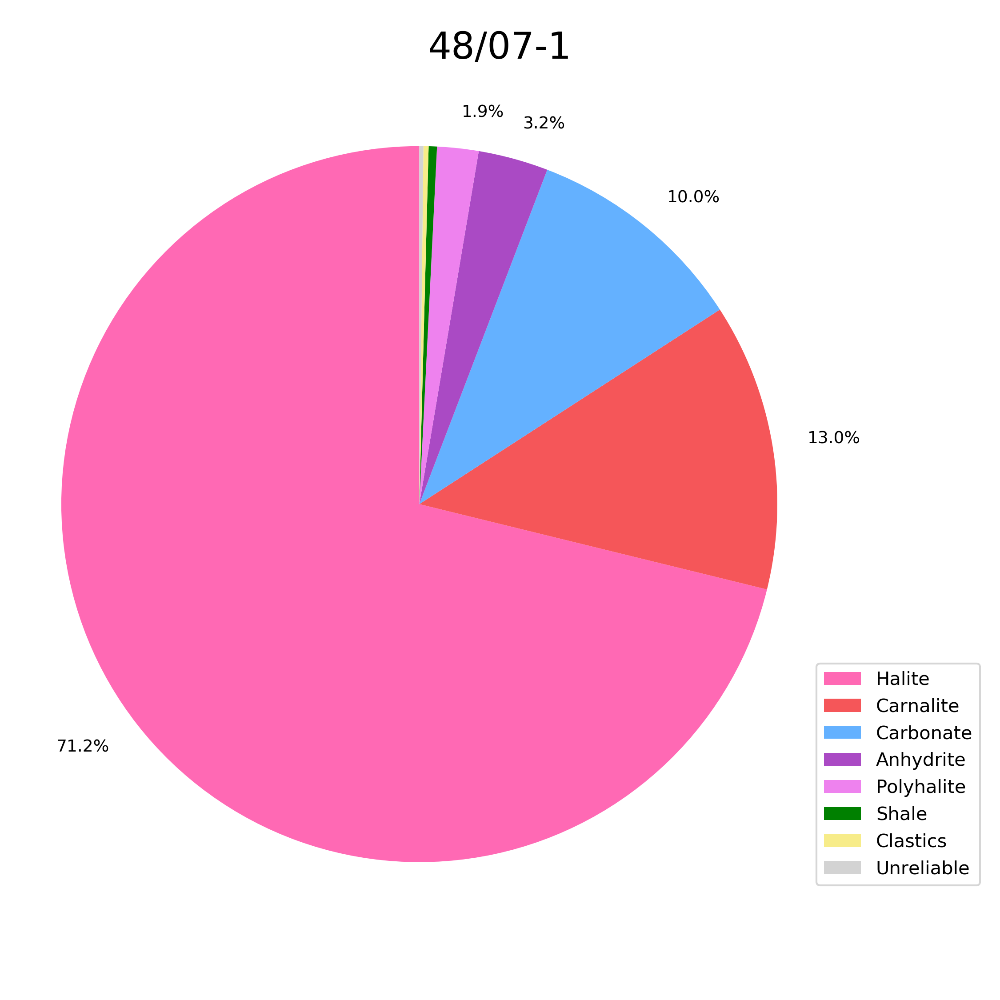 48/07-1
1.9%
3.2%
10.0%
13.0%
71.2%
Halite
Carnalite
Carbonate
Anhydrite
Polyhalite
Shale
Clastics
Unreliable